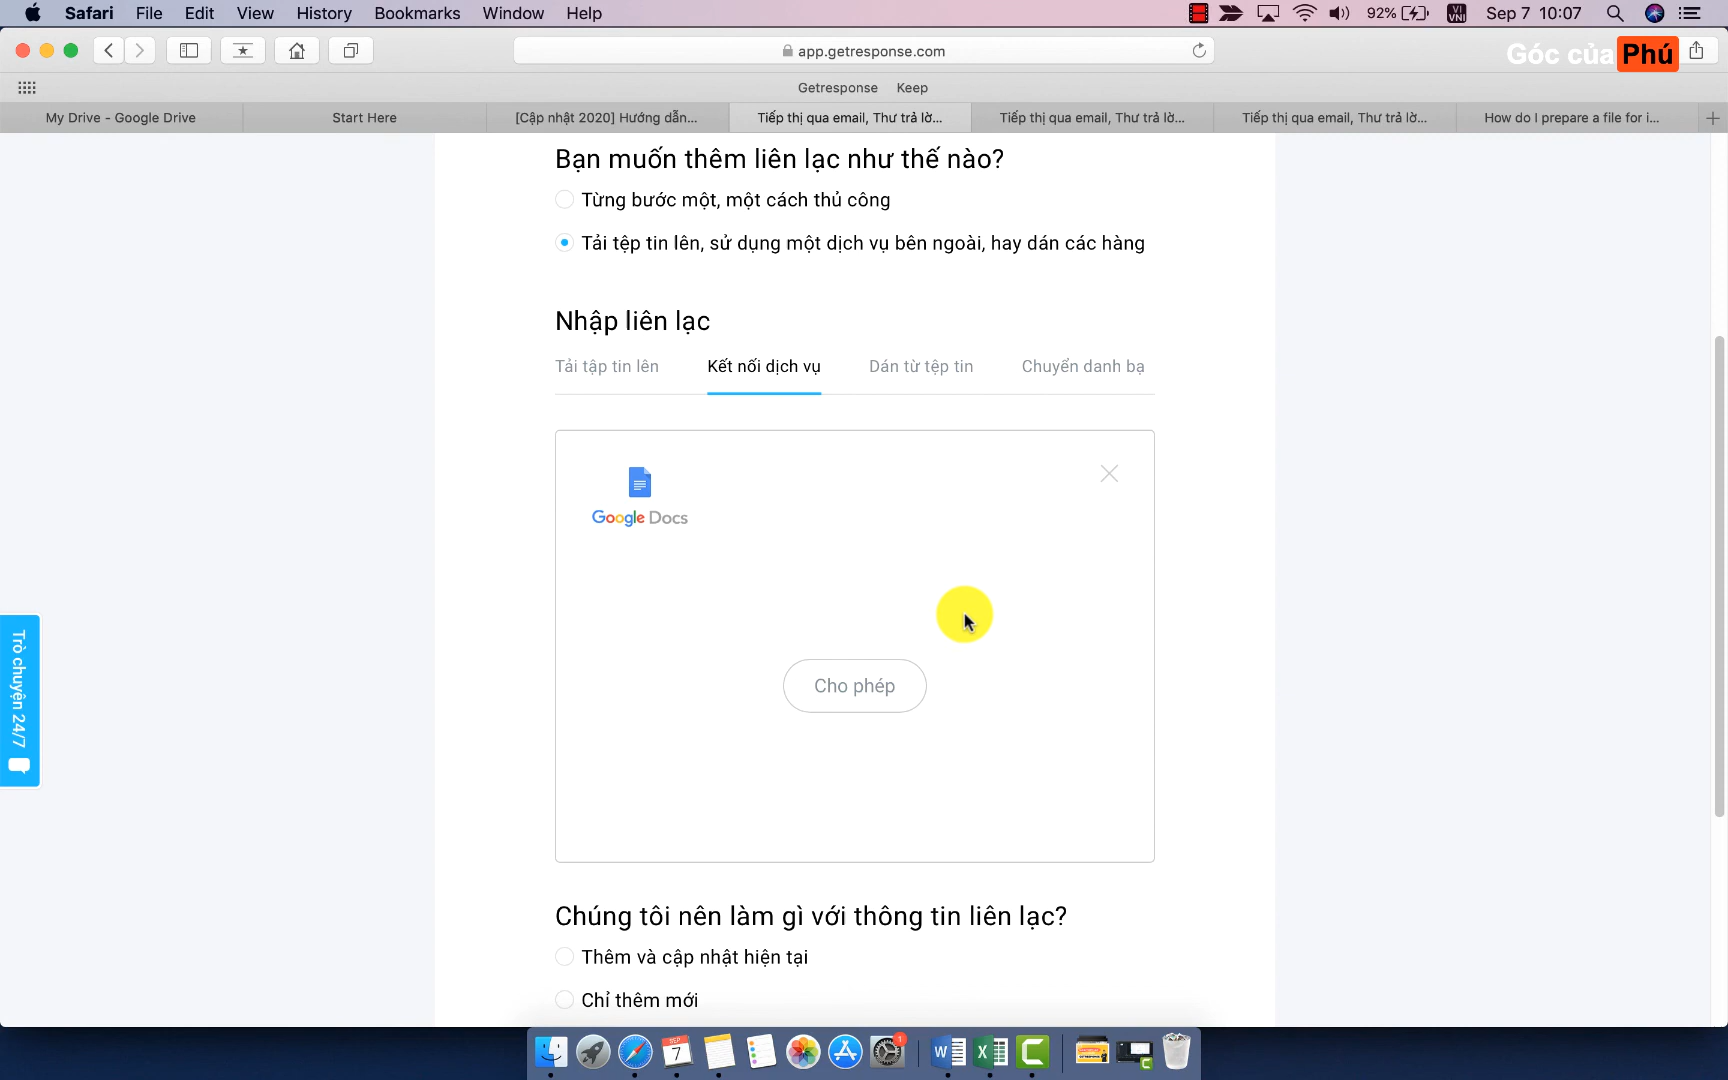 Safari File Edit View History Bookmarks Window Help
92% VI VNI Sep 7 10:07
app.getresponse.com
Góc của Phú
Getresponse Keep
My Drive - Google Drive
Start Here
[Cập nhật 2020] Hướng dẫn...
Tiếp thị qua email, Thư trả lờ...
Tiếp thị qua email, Thư trả lờ...
Tiếp thị qua email, Thư trả lờ...
How do I prepare a file for i...
Bạn muốn thêm liên lạc như thế nào?
Từng bước một, một cách thủ công
Tải tệp tin lên, sử dụng một dịch vụ bên ngoài, hay dán các hàng
Nhập liên lạc
Tải tập tin lên Kết nối dịch vụ Dán từ tệp tin Chuyển danh bạ
Google Docs
Cho phép
Trò chuyện 24/7
Chúng tôi nên làm gì với thông tin liên lạc?
Thêm và cập nhật hiện tại
Chỉ thêm mới
SEP
7
1
W X C